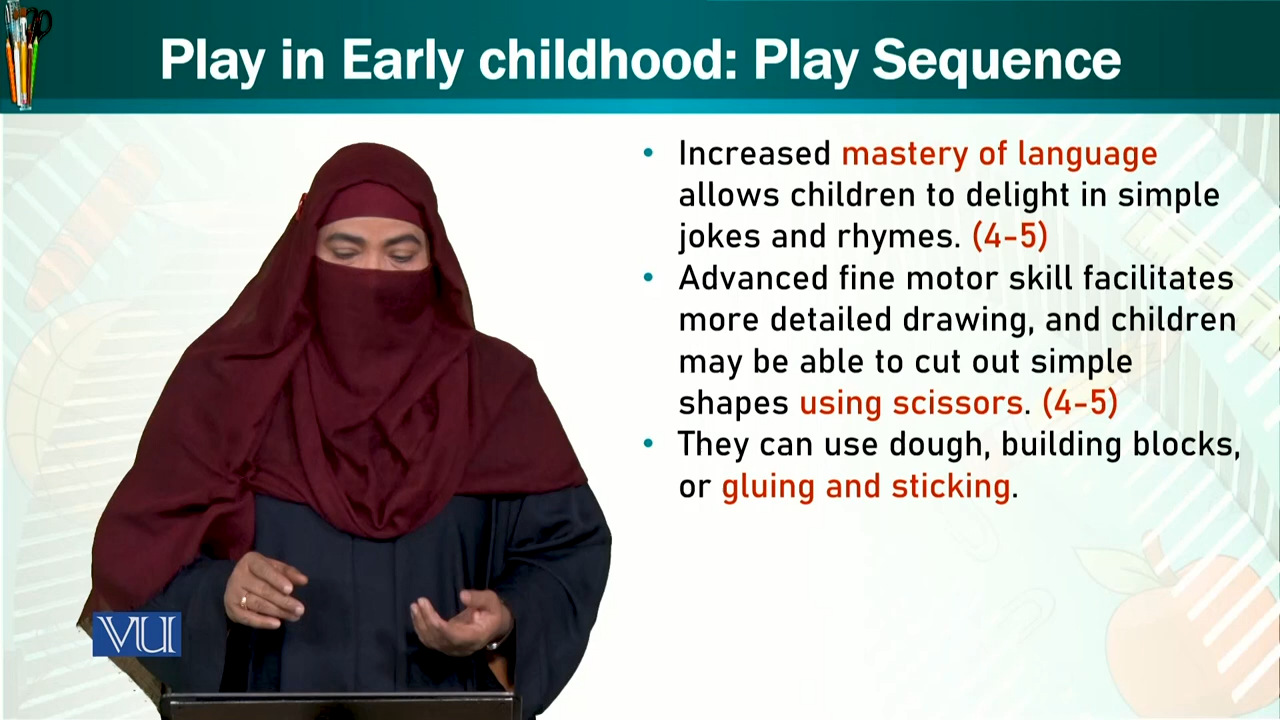 Play in Early childhood: Play Sequence
• Increased mastery of language
allows children to delight in simple
jokes and rhymes. (4-5)
• Advanced fine motor skill facilitates
more detailed drawing, and children
may be able to cut out simple
shapes using scissors. (4-5)
• They can use dough, building blocks,
or gluing and sticking.
VU